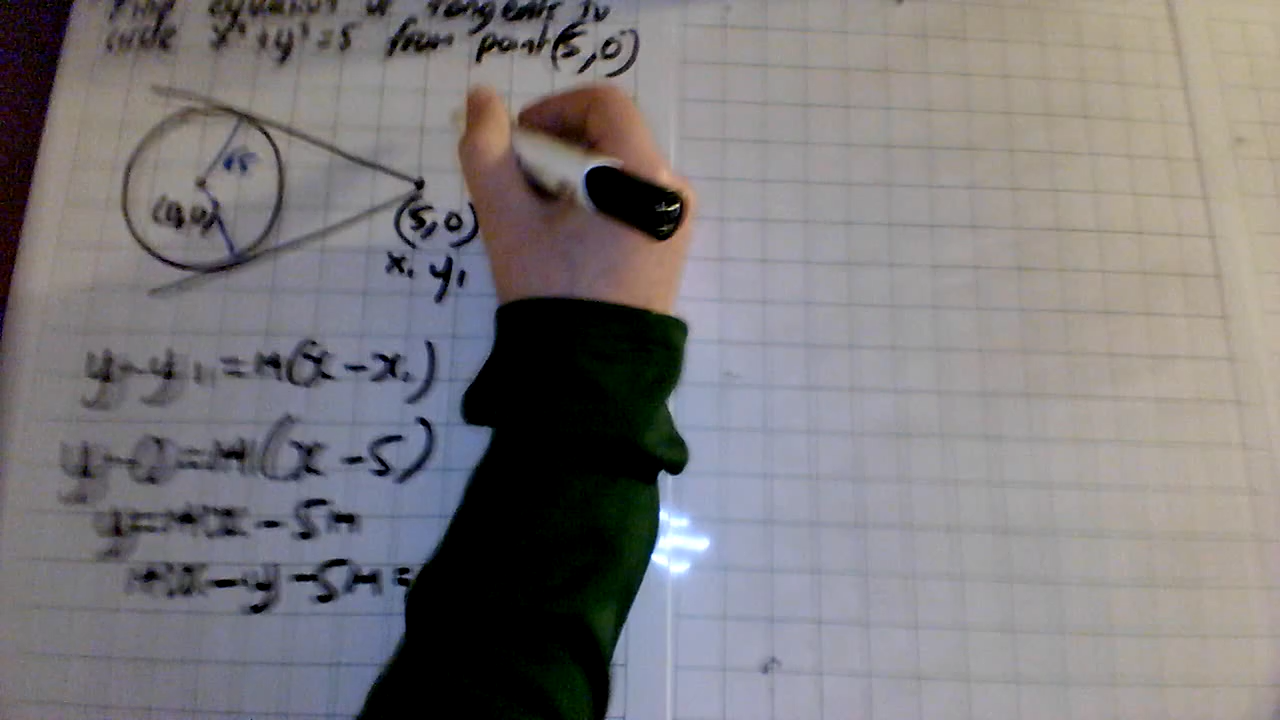 Find equation of tangents to
circle x² + y² = 5 from point (5,0)
√5
(0,0)
(5,0)
x₁ y₁
y - y₁ = M(x - x₁)
y - 0 = M(x - 5)
y = Mx - 5M
Mx - y - 5M =